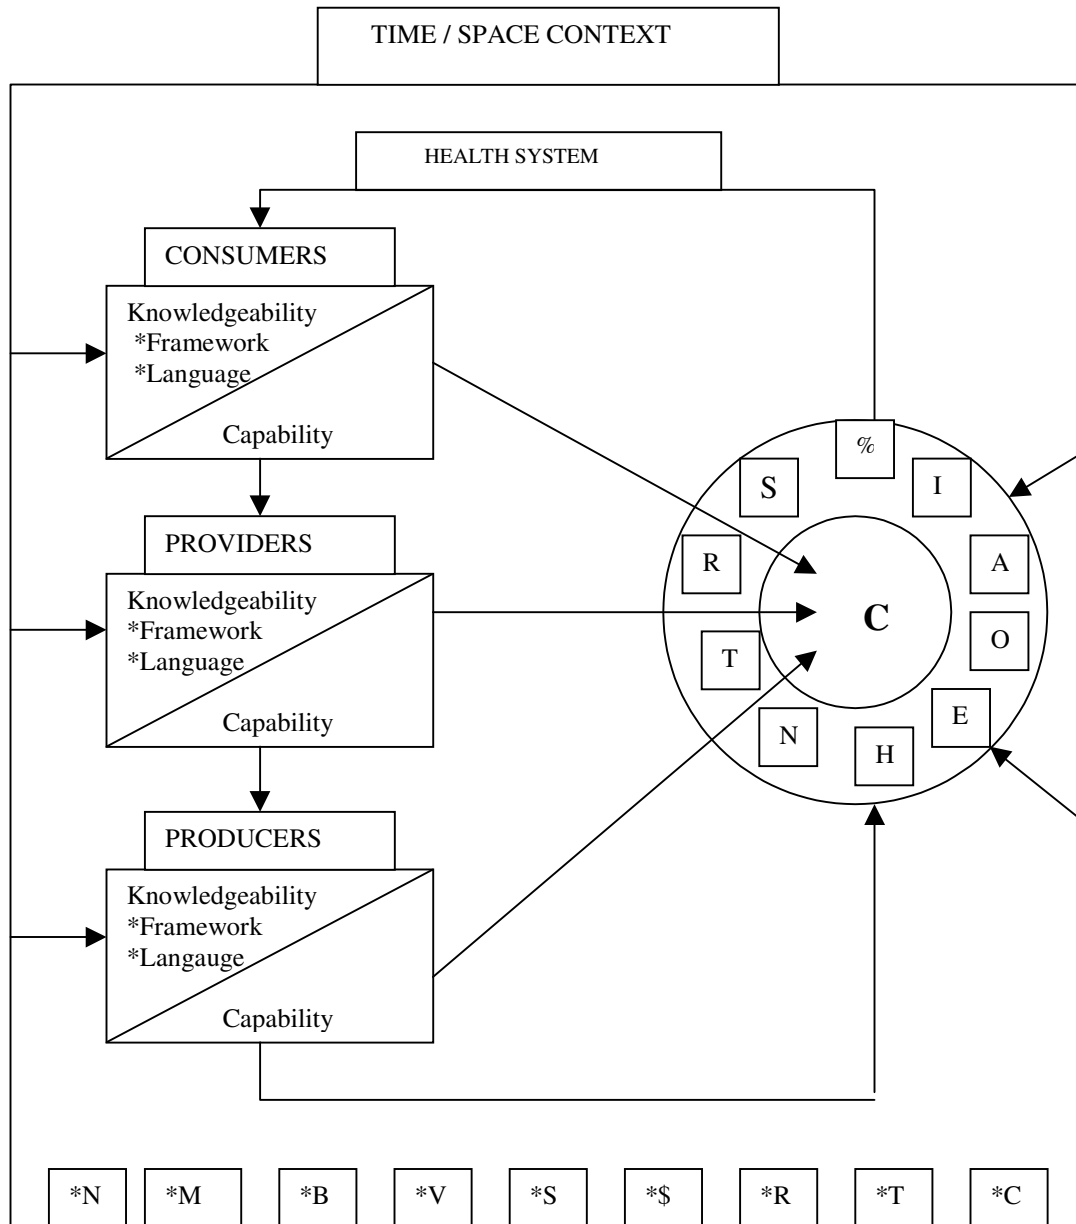 TIME / SPACE CONTEXT
HEALTH SYSTEM
CONSUMERS
Knowledgeability
*Framework
*Language
Capability
PROVIDERS
Knowledgeability
*Framework
*Language
Capability
PRODUCERS
Knowledgeability
*Framework
*Langauge
Capability
%
S
I
R
A
C
T
O
N
E
H
*N
*M
*B
*V
*S
*$
*R
*T
*C